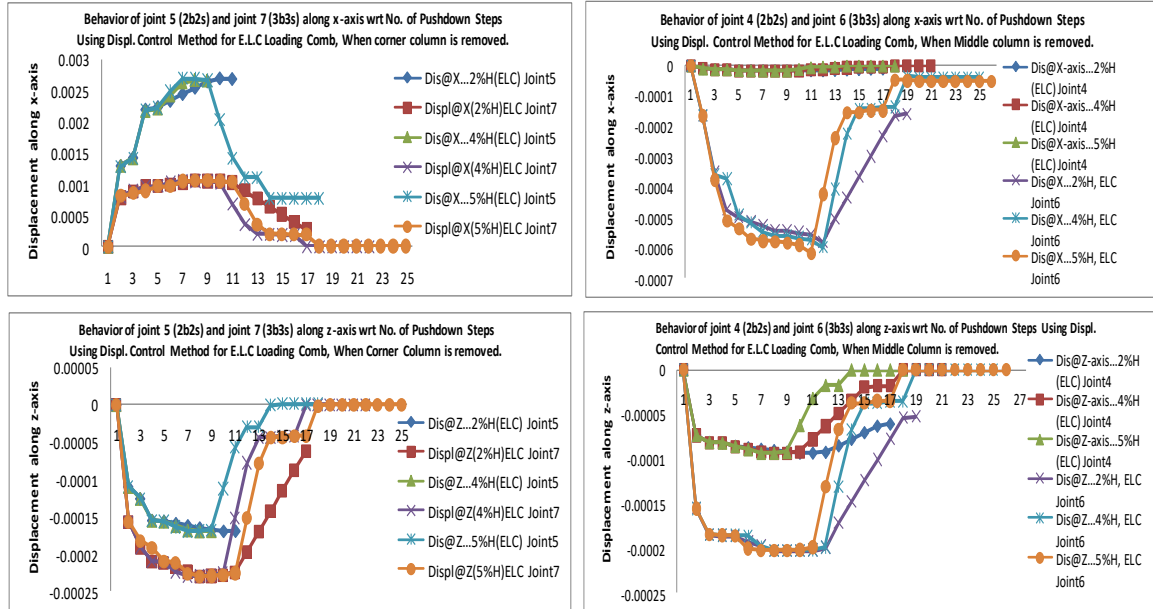 Behavior of joint 5 (2b2s) and joint 7 (3b3s) along x-axis wrt No. of Pushdown Steps
Using Displ. Control Method for E.L.C Loading Comb, When corner column is removed.
Displacement along x-axis
0.003
0.0025
0.002
0.0015
0.001
0.0005
0
1 3 5 7 9 11 13 15 17 19 21 23 25
Dis@X...2%H(ELC) Joint5
Displ@X(2%H)ELC Joint7
Dis@X...4%H(ELC) Joint5
Displ@X(4%H)ELC Joint7
Dis@X...5%H(ELC) Joint5
Displ@X(5%H)ELC Joint7
Behavior of joint 4 (2b2s) and joint 6 (3b3s) along x-axis wrt No. of Pushdown Steps
Using Displ. Control Method for E.L.C Loading Comb, When Middle column is removed.
Displacement along x-axis
0
-0.0001
-0.0002
-0.0003
-0.0004
-0.0005
-0.0006
-0.0007
1 3 5 7 9 11 13 15 17 19 21 23 25
Dis@X-axis...2%H
(ELC) Joint4
Dis@X-axis...4%H
(ELC) Joint4
Dis@X-axis...5%H
(ELC) Joint4
Dis@X...2%H, ELC
Joint6
Dis@X...4%H, ELC
Joint6
Dis@X...5%H, ELC
Joint6
Behavior of joint 5 (2b2s) and joint 7 (3b3s) along z-axis wrt No. of Pushdown Steps
Using Displ. Control Method for E.L.C Loading Comb, When Corner Column is removed.
Displacement along z-axis
0.00005
0
-0.00005
-0.0001
-0.00015
-0.0002
-0.00025
1 3 5 7 9 11 13 15 17 19 21 23 25
Dis@Z...2%H(ELC) Joint5
Displ@Z(2%H)ELC Joint7
Dis@Z...4%H(ELC) Joint5
Displ@Z(4%H)ELC Joint7
Dis@Z...5%H(ELC) Joint5
Displ@Z(5%H)ELC Joint7
Behavior of joint 4 (2b2s) and joint 6 (3b3s) along z-axis wrt No. of Pushdown Steps Using Displ.
Control Method for E.L.C Loading Comb, When Middle Column is removed.
Displacement along z-axis
0
-0.00005
-0.0001
-0.00015
-0.0002
-0.00025
1 3 5 7 9 11 13 15 17 19 21 23 25 27
Dis@Z-axis...2%H
(ELC) Joint4
Dis@Z-axis...4%H
(ELC) Joint4
Dis@Z-axis...5%H
(ELC) Joint4
Dis@Z...2%H, ELC
Joint6
Dis@Z...4%H, ELC
Joint6
Dis@Z...5%H, ELC
Joint6